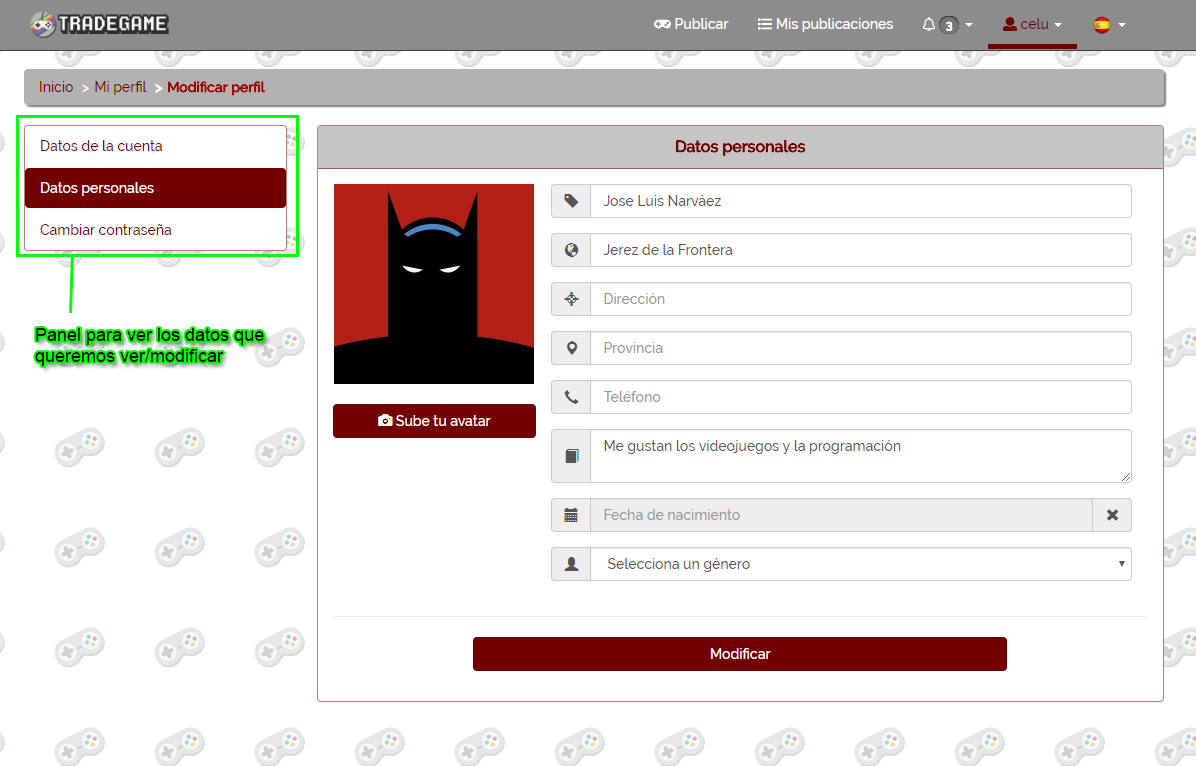 TRADEGAME
Publicar
Mis publicaciones
3
celu
Inicio > Mi perfil > Modificar perfil
Datos de la cuenta
Datos personales
Cambiar contraseña
Panel para ver los datos que
queremos ver/modificar
Datos personales
Sube tu avatar
Jose Luis Narváez
Jerez de la Frontera
Dirección
Provincia
Teléfono
Me gustan los videojuegos y la programación
Fecha de nacimiento
Selecciona un género
Modificar